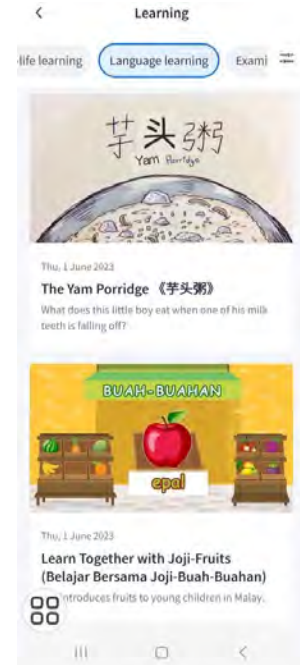 Learning
-life learning
Language learning
Exami
芋头粥
Yam Porridge
Thu, 1 June 2023
The Yam Porridge 《芋头粥》
What does this little boy eat when one of his milk
teeth is falling off?
BUAH-BUAHAN
epal
Thu, 1 June 2023
Learn Together with Joji-Fruits
(Belajar Bersama Joji-Buah-Buahan)
introduces fruits to young children in Malay.